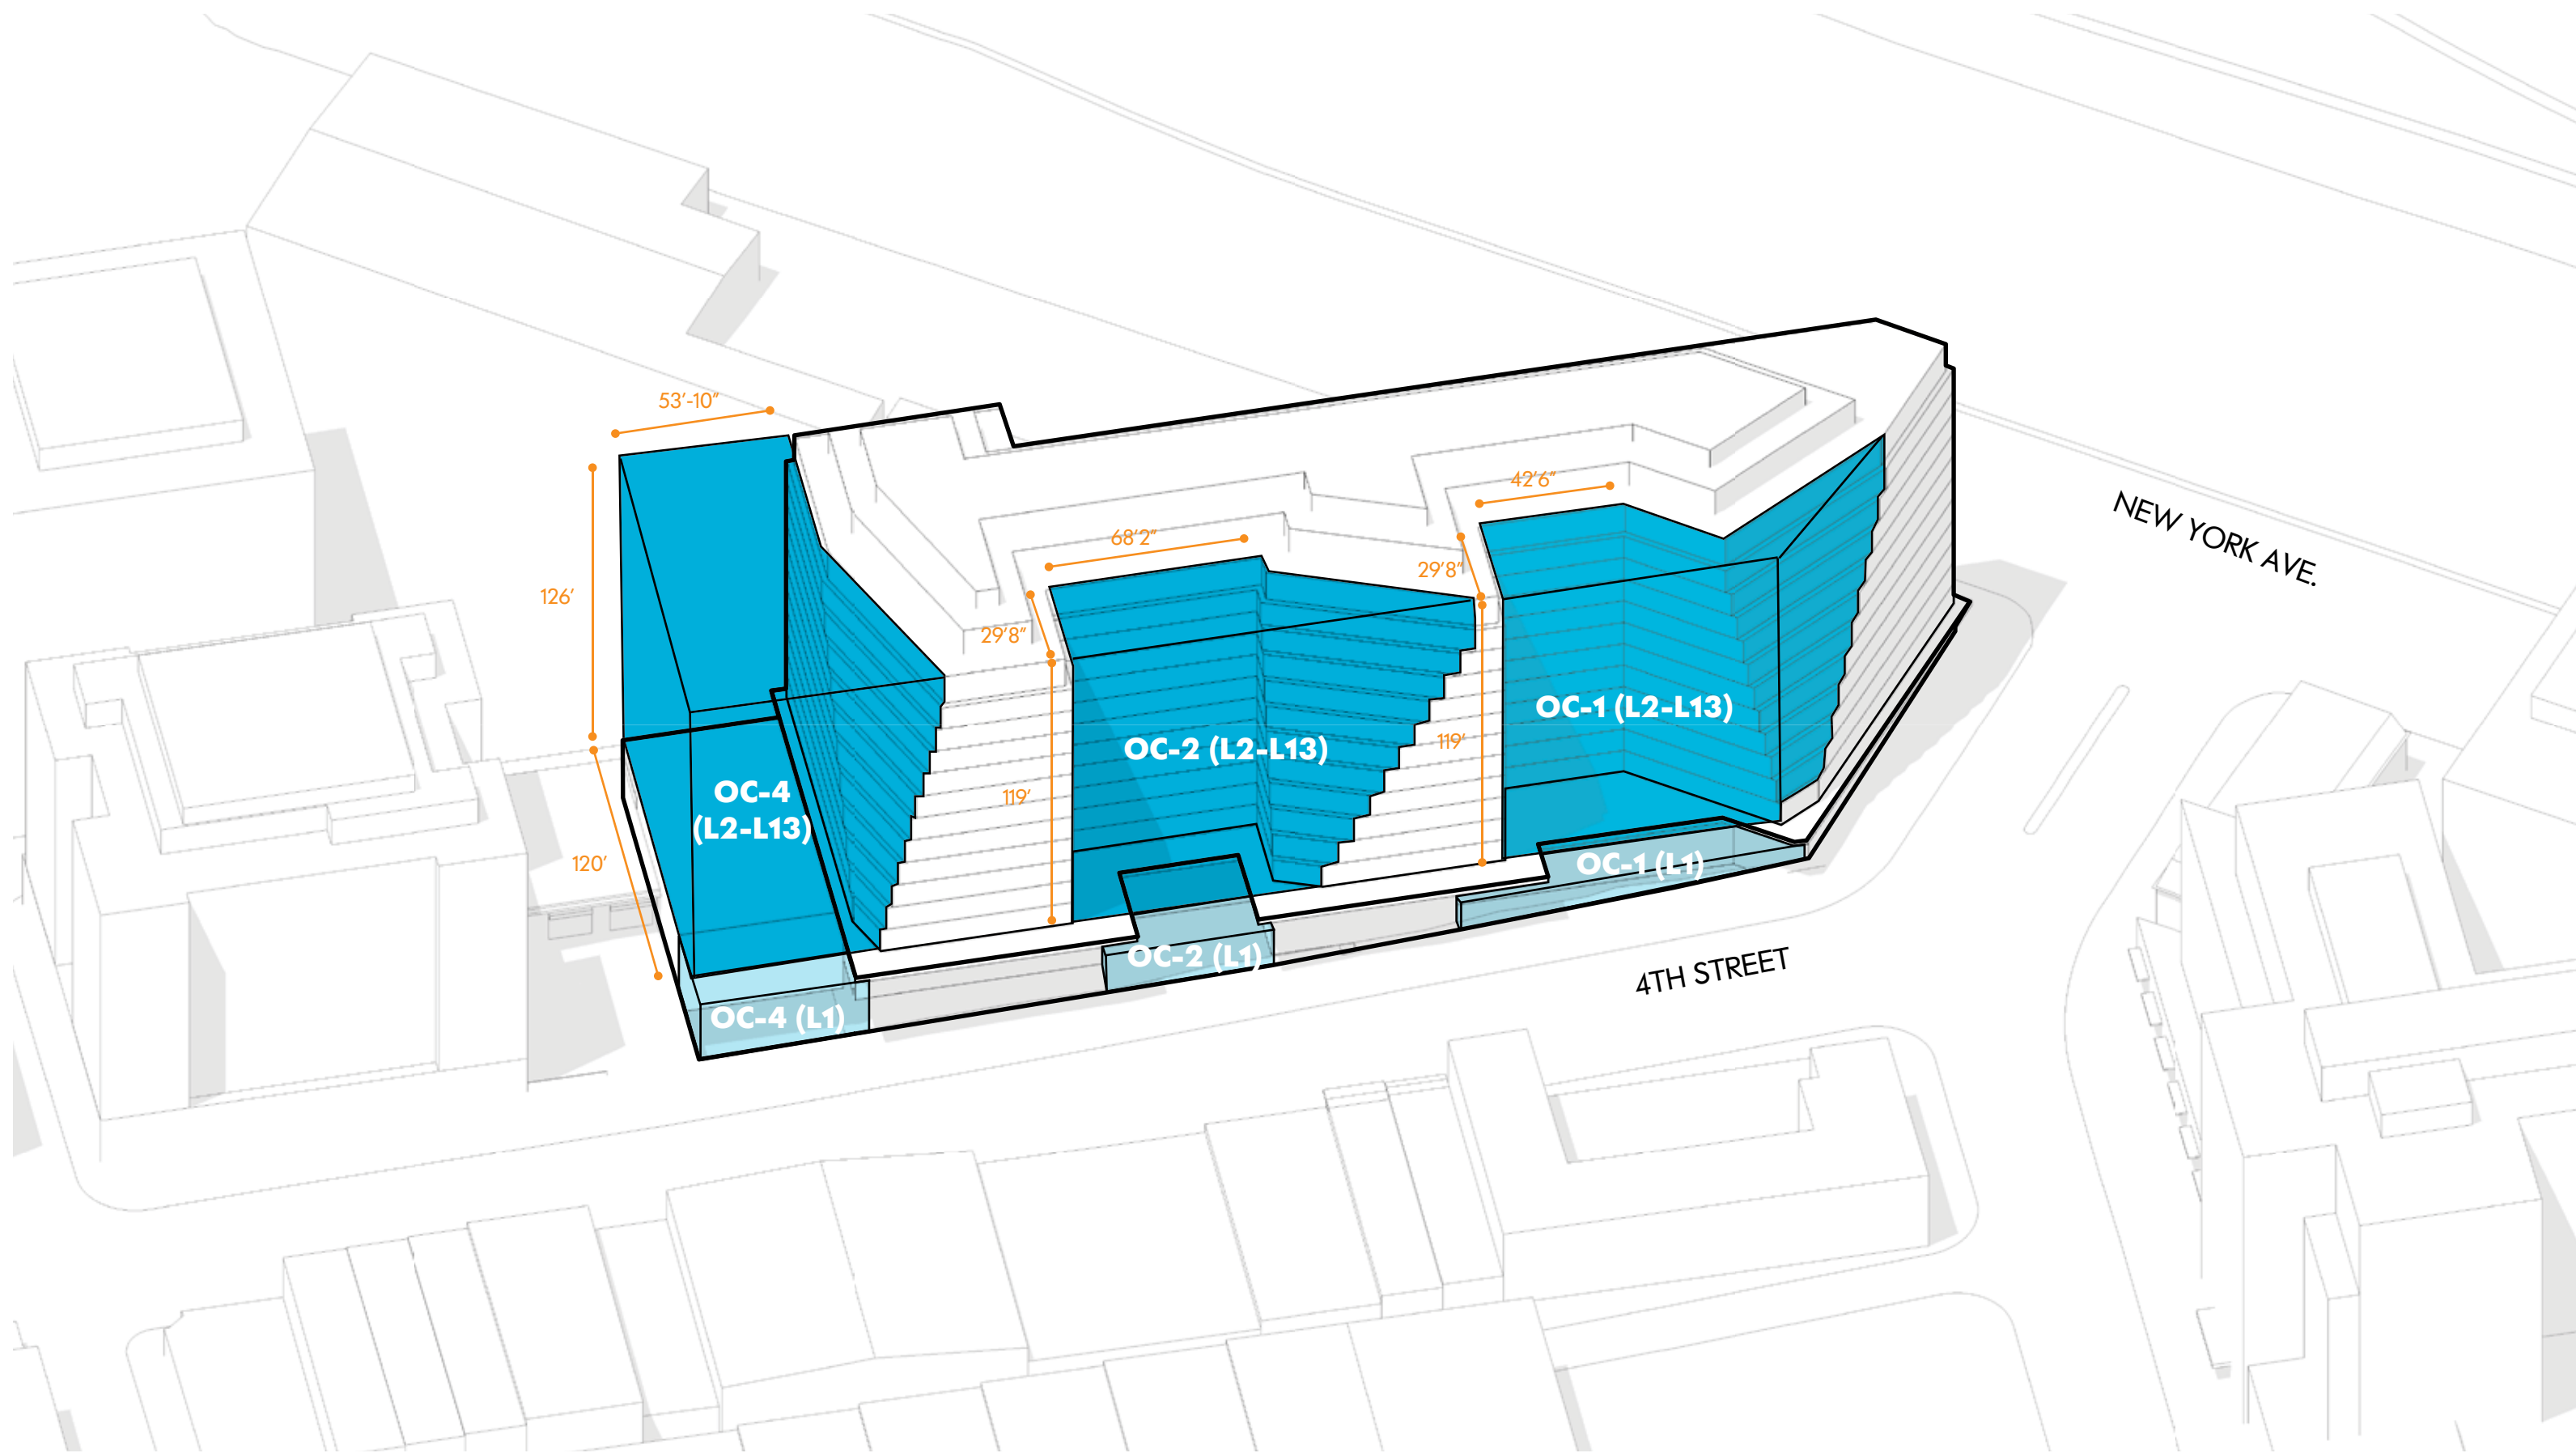 53'-10"
42'6"
NEW YORK AVE.
68'2"
29'8"
126'
29'8"
OC-1 (L2-L13)
OC-2 (L2-L13)
119'
OC-4
(L2-L13)
119'
120'
OC-1 (L1)
OC-2 (L1)
4TH STREET
OC-4 (L1)